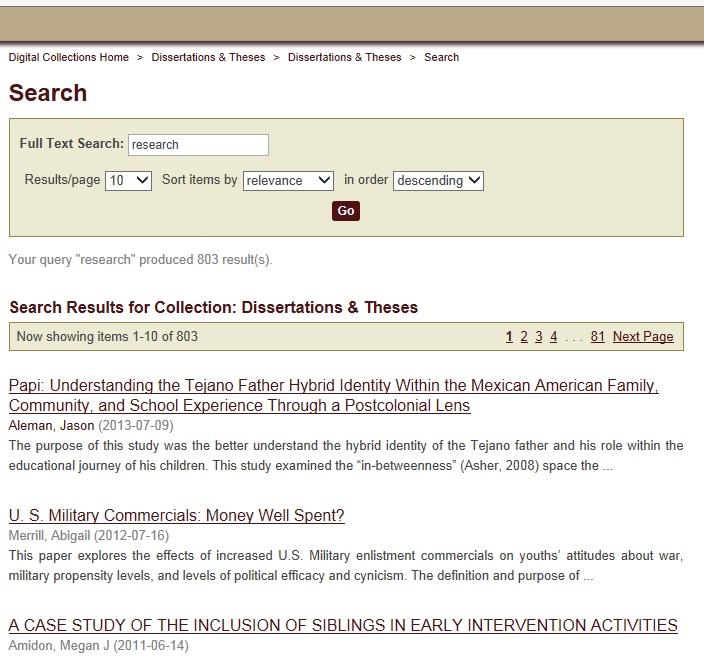 Digital Collections Home > Dissertations & Theses > Dissertations & Theses > Search
Search
Full Text Search: research
Results/page 10 Sort items by relevance in order descending
Go
Your query "research" produced 803 result(s).
Search Results for Collection: Dissertations & Theses
Now showing items 1-10 of 803 1 2 3 4 . . . 81 Next Page
Papi: Understanding the Tejano Father Hybrid Identity Within the Mexican American Family,
Community, and School Experience Through a Postcolonial Lens
Aleman, Jason (2013-07-09)
The purpose of this study was the better understand the hybrid identity of the Tejano father and his role within the
educational journey of his children. This study examined the “in-betweenness” (Asher, 2008) space the ...
U. S. Military Commercials: Money Well Spent?
Merrill, Abigail (2012-07-16)
This paper explores the effects of increased U.S. Military enlistment commercials on youths’ attitudes about war,
military propensity levels, and levels of political efficacy and cynicism. The definition and purpose of ...
A CASE STUDY OF THE INCLUSION OF SIBLINGS IN EARLY INTERVENTION ACTIVITIES
Amidon, Megan J (2011-06-14)